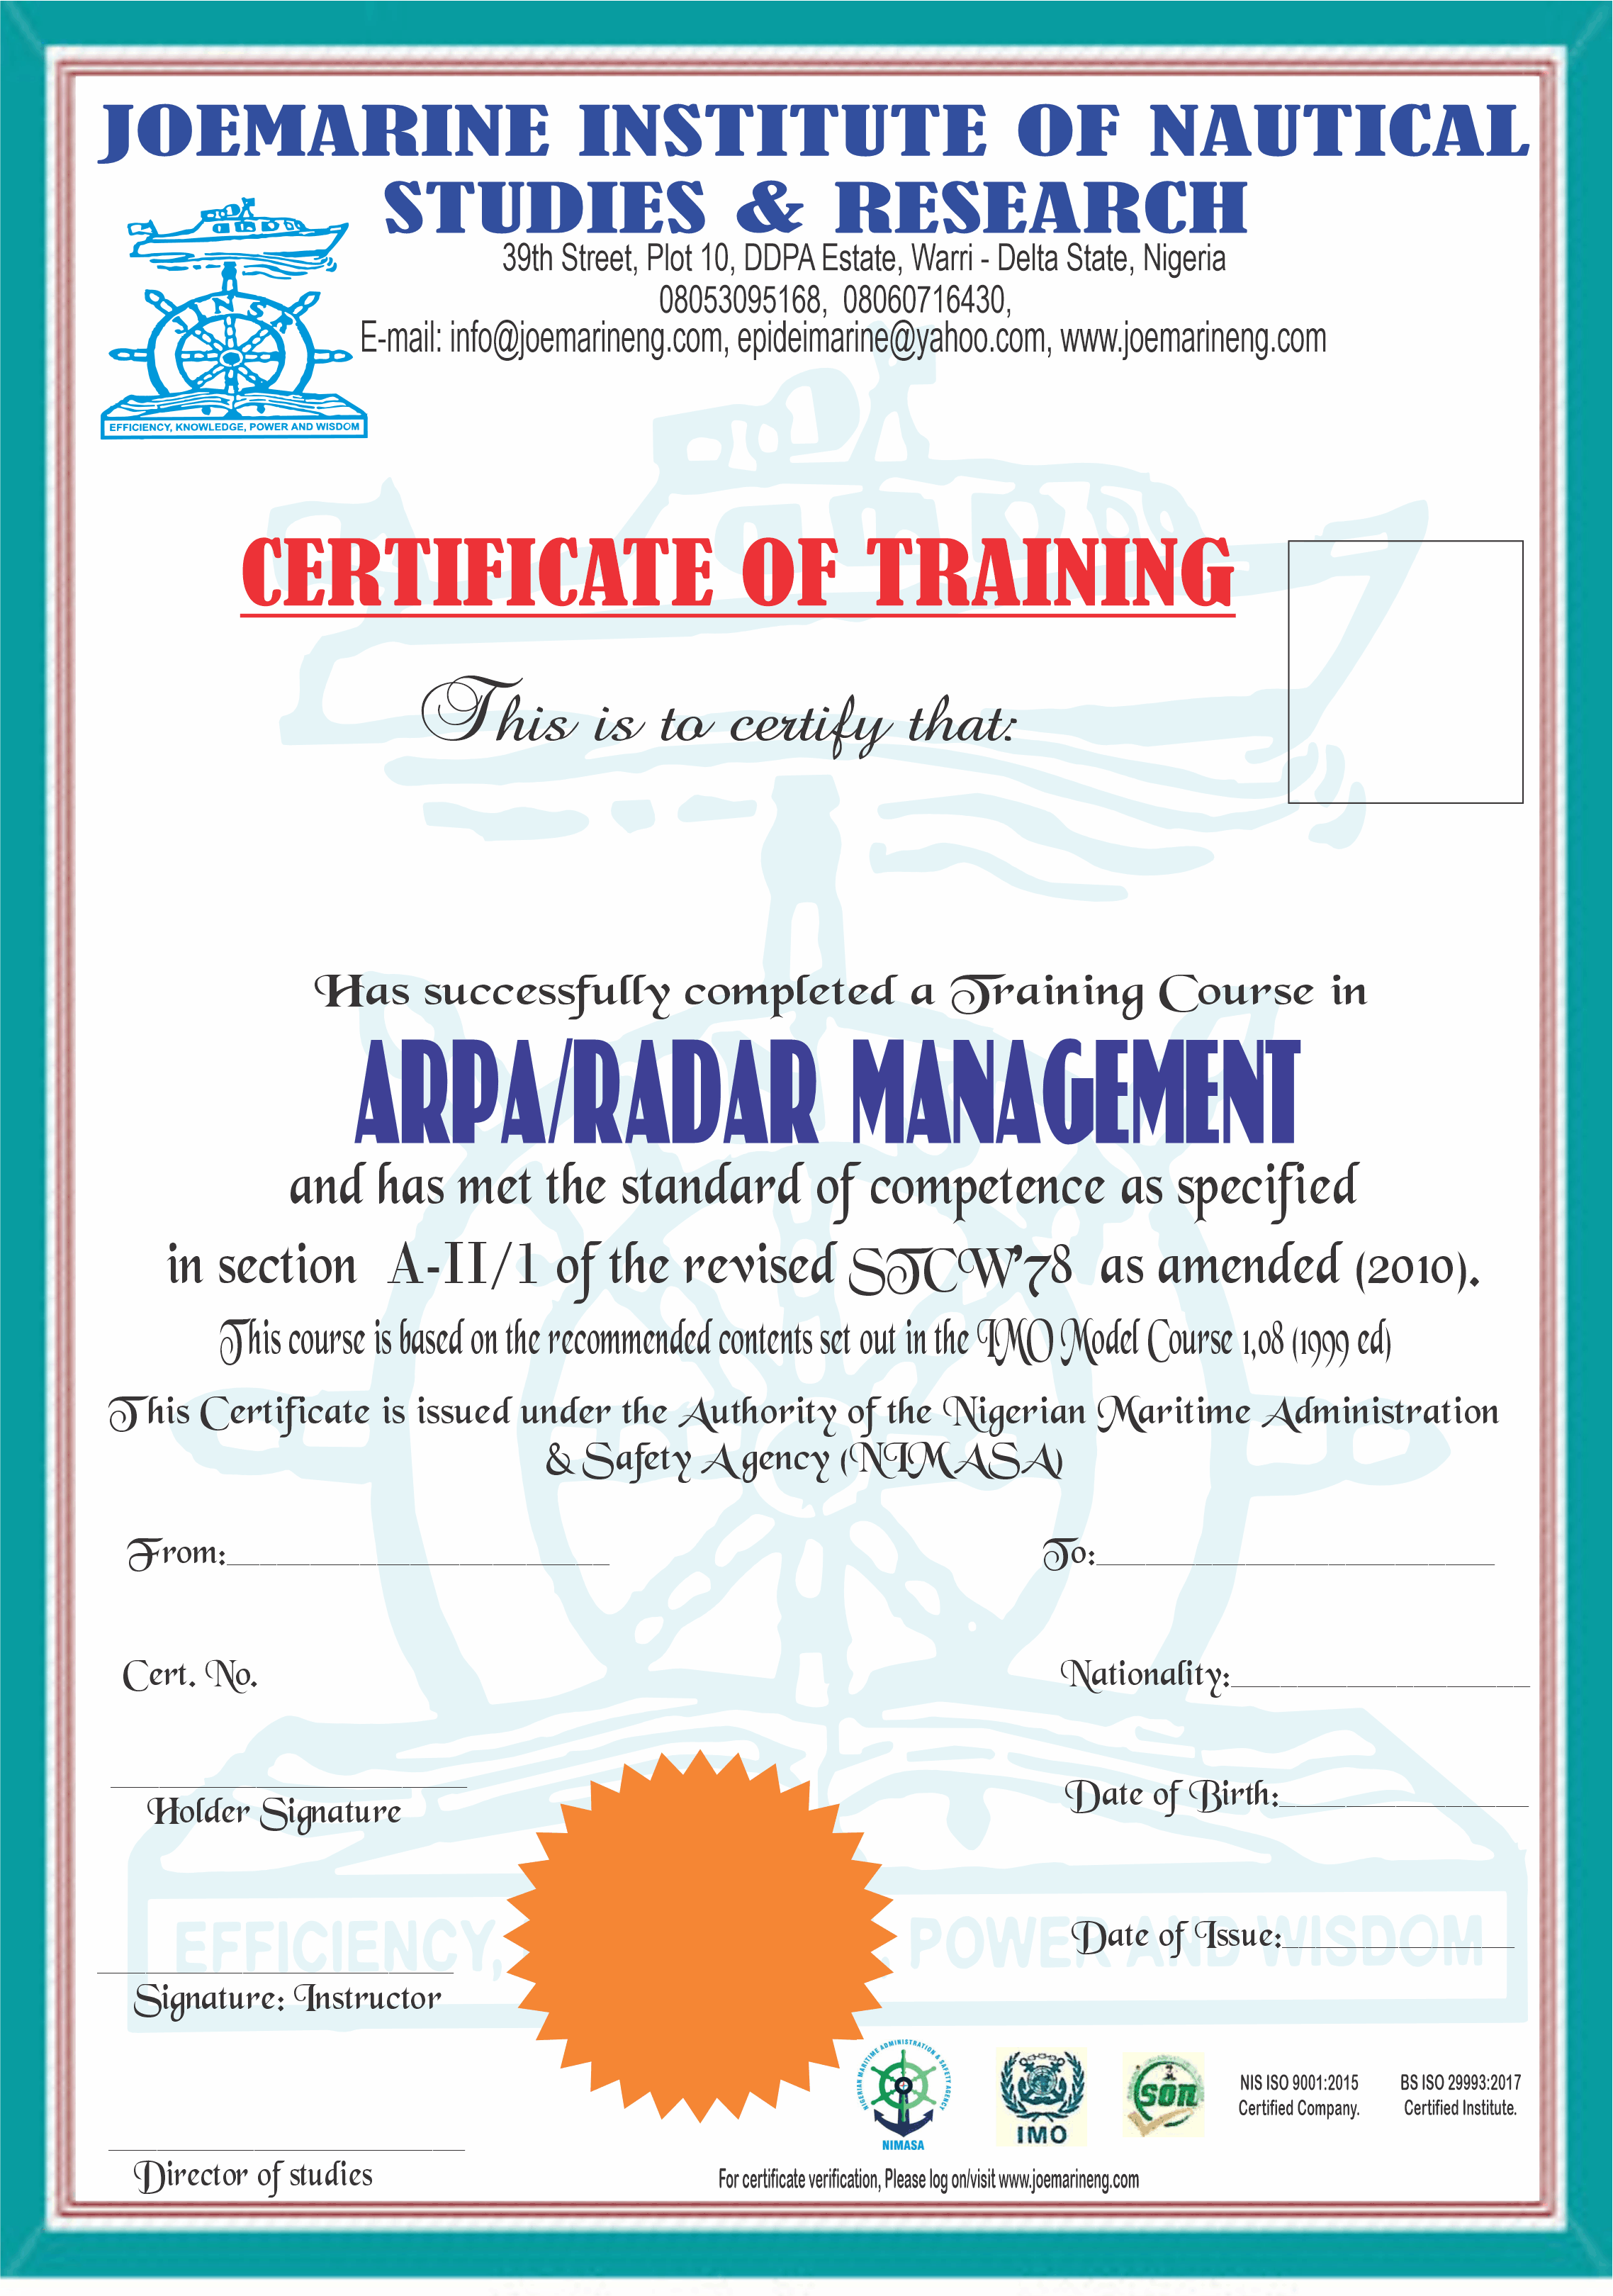 JOEMARINE INSTITUTE OF NAUTICAL
STUDIES & RESEARCH
39th Street, Plot 10, DDPA Estate, Warri - Delta State, Nigeria
08053095168, 08060716430,
E-mail: info@joemarineng.com, epideimarine@yahoo.com, www.joemarineng.com
JINSR
EFFICIENCY, KNOWLEDGE, POWER AND WISDOM
CERTIFICATE OF TRAINING
This is to certify that:
Has successfully completed a Training Course in
ARPA/RADAR MANAGEMENT
and has met the standard of competence as specified
in section A-II/1 of the revised STCW'78 as amended (2010).
This course is based on the recommended contents set out in the IMO Model Course 1,08 (1999 ed)
This Certificate is issued under the Authority of the Nigerian Maritime Administration
& Safety Agency (NIMASA)
From:
To:
Cert. No.
Nationality:
Holder Signature
Date of Birth:
EFFICIENCY, POWER AND WISDOM
Date of Issue:
Signature: Instructor
NIGERIAN MARITIME ADMINISTRATION & SAFETY AGENCY
NIMASA
IMO
SON
NIS ISO 9001:2015
Certified Company.
BS ISO 29993:2017
Certified Institute.
Director of studies
For certificate verification, Please log on/visit www.joemarineng.com